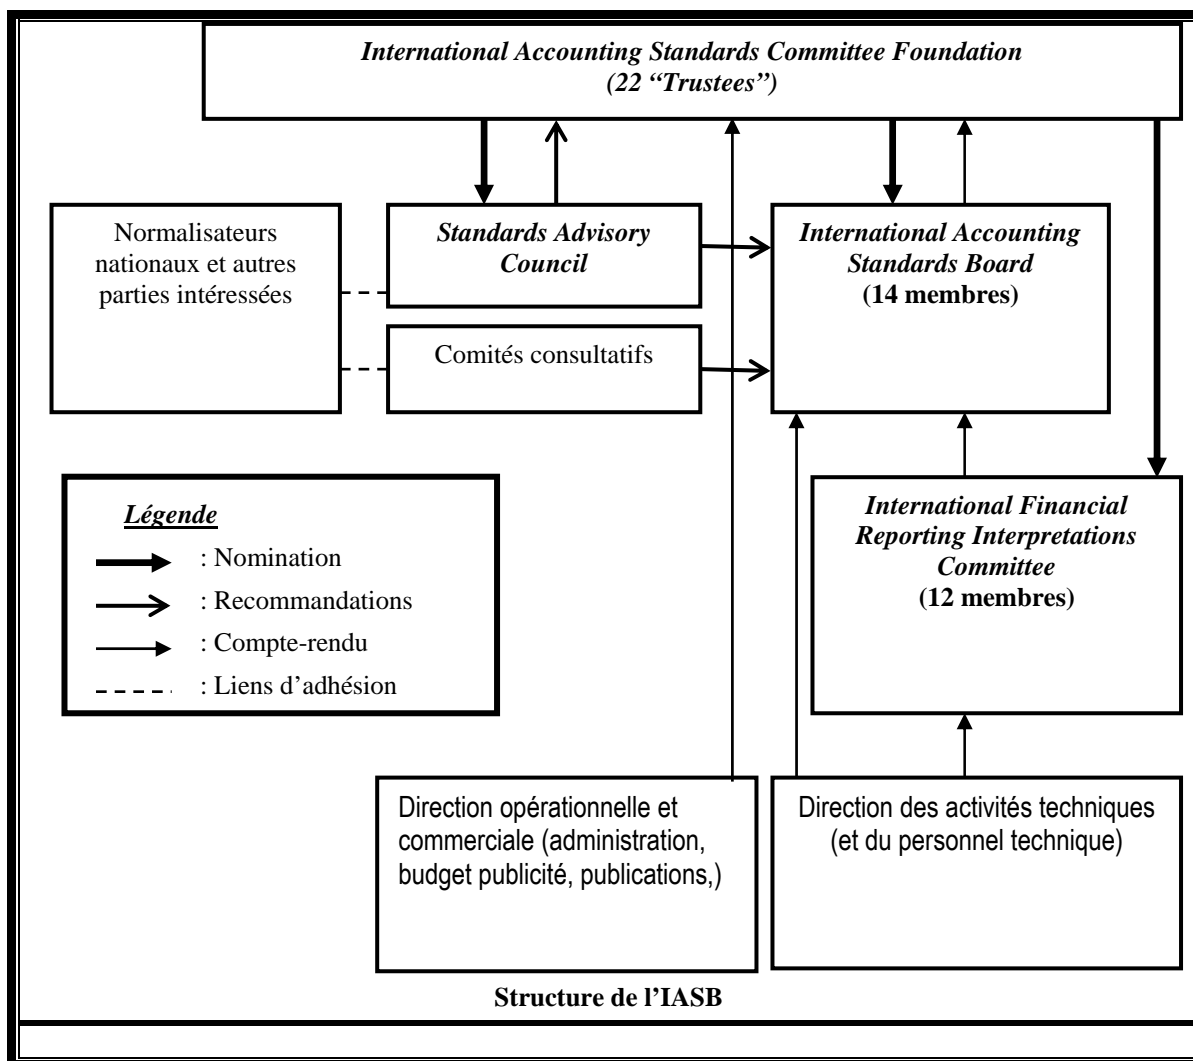 International Accounting Standards Committee Foundation
(22 “Trustees”)
Normalisateurs
nationaux et autres
parties intéressées
Standards Advisory
Council
International Accounting
Standards Board
(14 membres)
Comités consultatifs
Légende
: Nomination
: Recommandations
: Compte-rendu
: Liens d’adhésion
International Financial
Reporting Interpretations
Committee
(12 membres)
Direction opérationnelle et
commerciale (administration,
budget publicité, publications,)
Direction des activités techniques
(et du personnel technique)
Structure de l’IASB